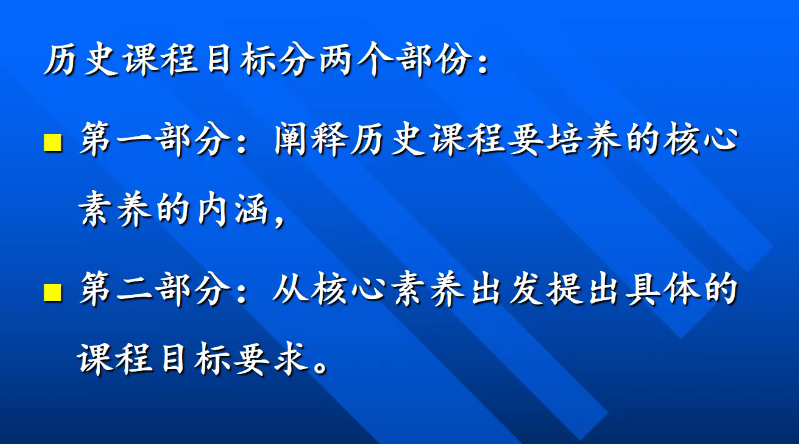 历史课程目标分两个部份：
第一部分：阐释历史课程要培养的核心
素养的内涵，
第二部分：从核心素养出发提出具体的
课程目标要求。